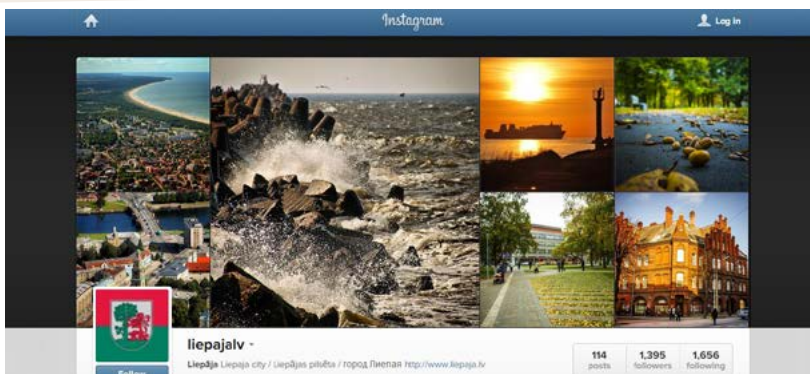 Instagram
Log in
liepajalv
Liepāja Liepaja city / Liepājas pilsēta / город Лиепая http://www.liepaja.lv
114 posts
1,395 followers
1,656 following
Follow